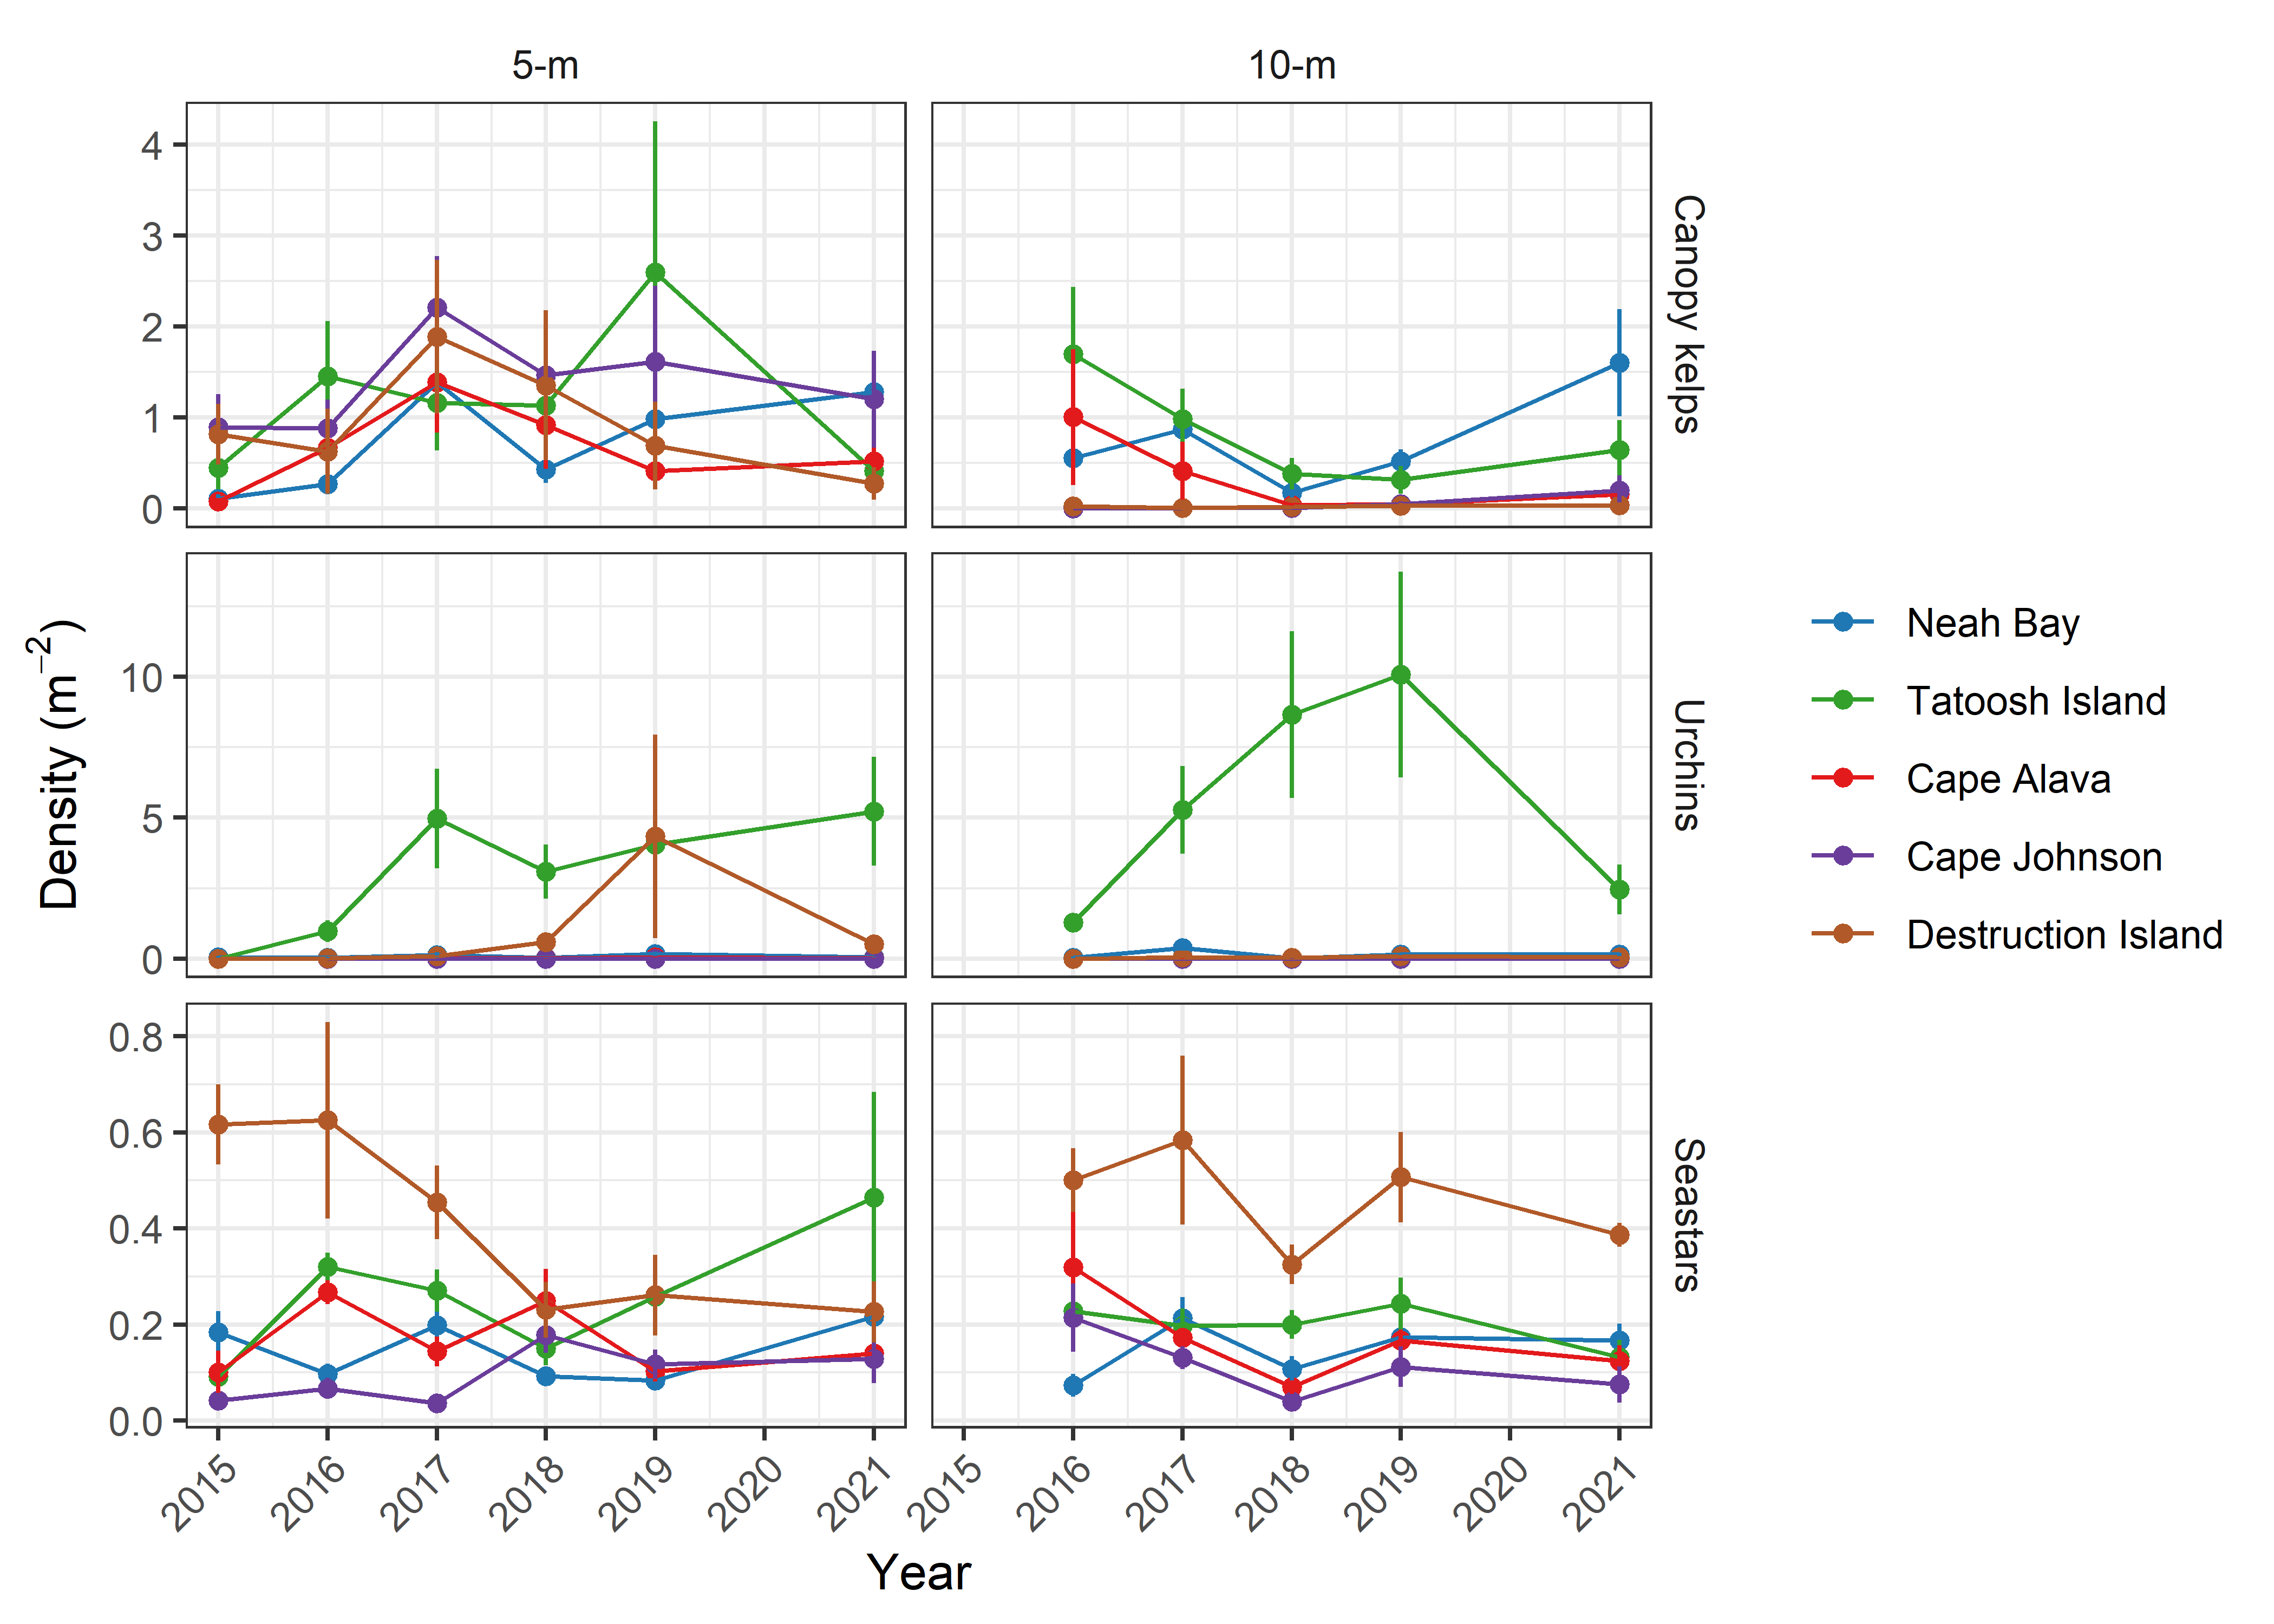 5-m
10-m
4
3
2
1
0
Canopy kelps
10
5
0
Urchins
0.8
0.6
0.4
0.2
0.0
Seastars
Density (m⁻²)
2015
2016
2017
2018
2019
2020
2021
2015
2016
2017
2018
2019
2020
2021
Year
Neah Bay
Tatoosh Island
Cape Alava
Cape Johnson
Destruction Island